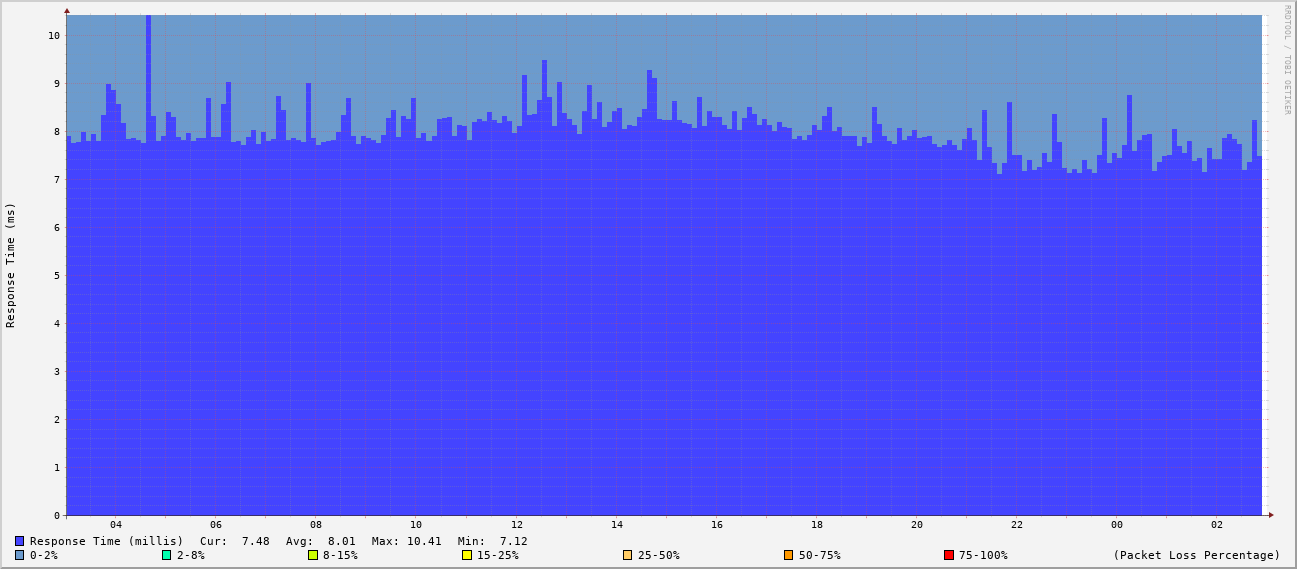 RRDTOOL / TOBI OETIKER
Response Time (ms)
10
9
8
7
6
5
4
3
2
1
0
04 06 08 10 12 14 16 18 20 22 00 02
Response Time (millis) Cur: 7.48 Avg: 8.01 Max: 10.41 Min: 7.12
0-2% 2-8% 8-15% 15-25% 25-50% 50-75% 75-100% (Packet Loss Percentage)